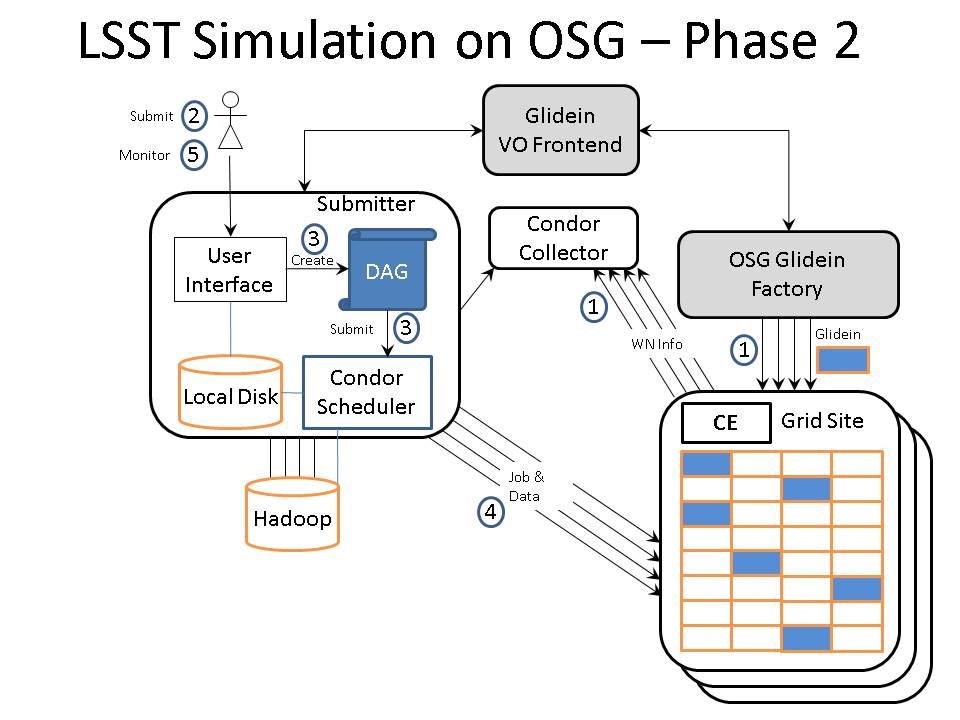 LSST Simulation on OSG – Phase 2
Submit 2
Monitor 5
Glidein
VO Frontend
Submitter
Condor
Collector
User
Interface
3
Create
DAG
OSG Glidein
Factory
Submit 3
1
WN Info
1
Glidein
Local Disk
Condor
Scheduler
CE
Grid Site
Job &
Data
4
Hadoop